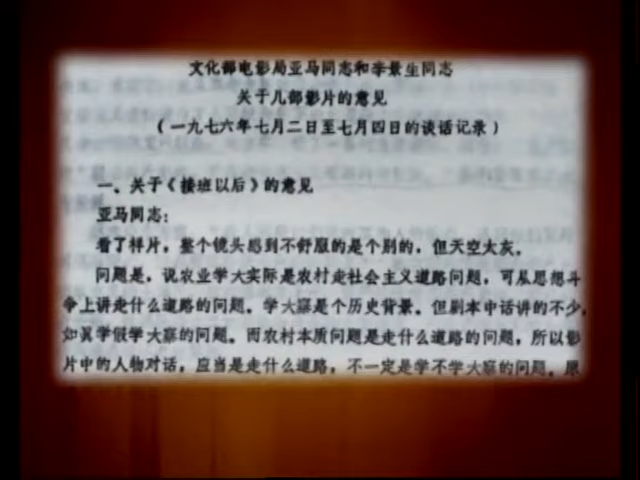 文化部电影局亚马同志和李景生同志
关于几部影片的意见
（一九七六年七月二日至七月四日的谈话记录）
一、关于《接班以后》的意见
亚马同志：
看了样片，整个镜头感到不舒服的是个别的，但天空太灰。
问题是，说农业学大实际是农村走社会主义道路问题，可从思想斗
争上讲走什么道路的问题。学大寨是个历史背景。但剧本中话讲的不少，
如真学假学大寨的问题。而农村本质问题是走什么道路的问题，所以影
片中的人物对话，应当是走什么道路，不一定是学不学大寨的问题。原